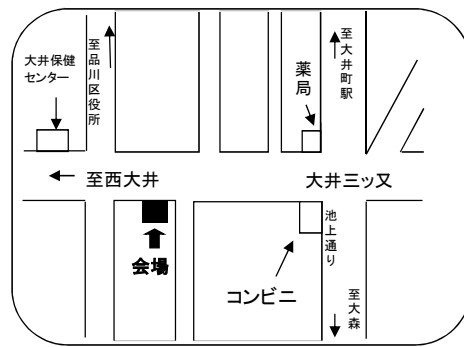 大井保健
センター
至品川区役所
薬局
至大井町駅
至西大井
大井三ッ又
会場
コンビニ
池上通り
至大森